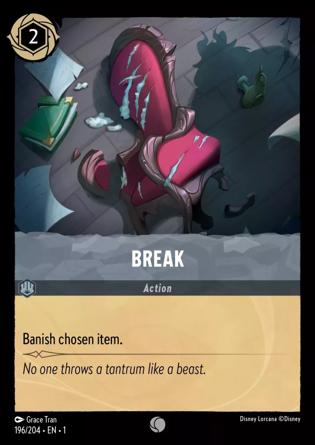 2
BREAK
Action
Banish chosen item.
No one throws a tantrum like a beast.
Grace Tran
Disney Lorcana ©Disney
196/204 • EN • 1